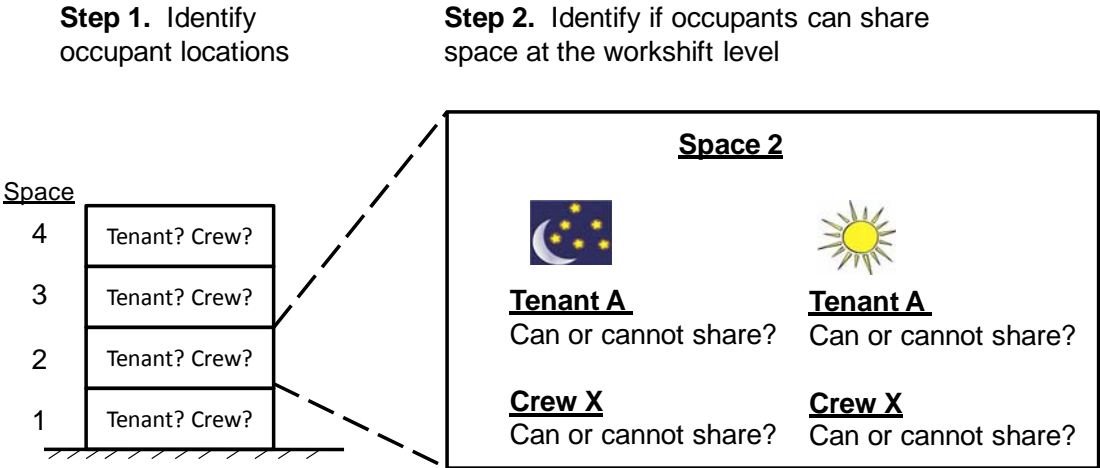 Step 1. Identify
occupant locations
Step 2. Identify if occupants can share
space at the workshift level
Space
4 Tenant? Crew?
3 Tenant? Crew?
2 Tenant? Crew?
1 Tenant? Crew?
Space 2
Tenant A
Can or cannot share?
Crew X
Can or cannot share?
Tenant A
Can or cannot share?
Crew X
Can or cannot share?